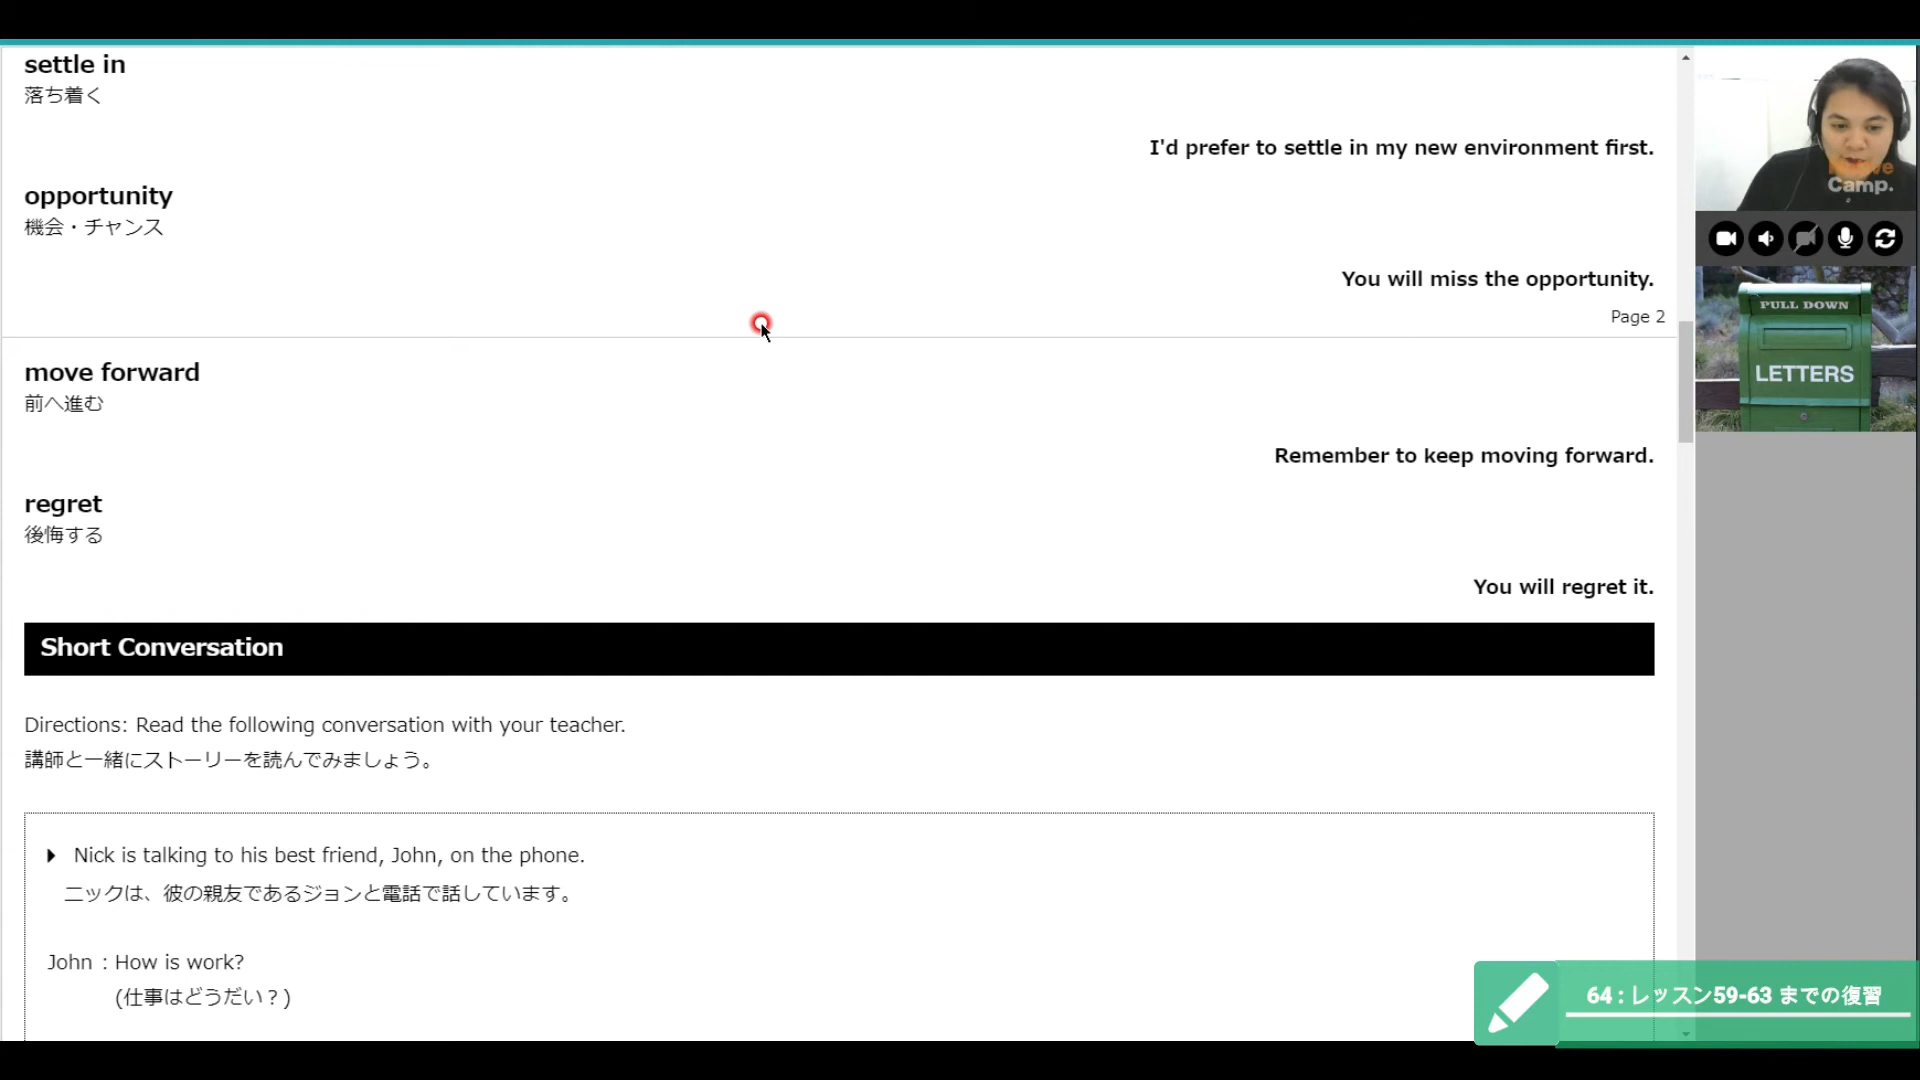 settle in
落ち着く
I'd prefer to settle in my new environment first.
opportunity
機会・チャンス
You will miss the opportunity.
Page 2
move forward
前へ進む
Remember to keep moving forward.
regret
後悔する
You will regret it.
Short Conversation
Directions: Read the following conversation with your teacher.
講師と一緒にストーリーを読んでみましょう。
Nick is talking to his best friend, John, on the phone.
ニックは、彼の親友であるジョンと電話で話しています。
John : How is work?
(仕事はどうだい？)
Camp.
PULL DOWN
LETTERS
64 : レッスン59-63 までの復習